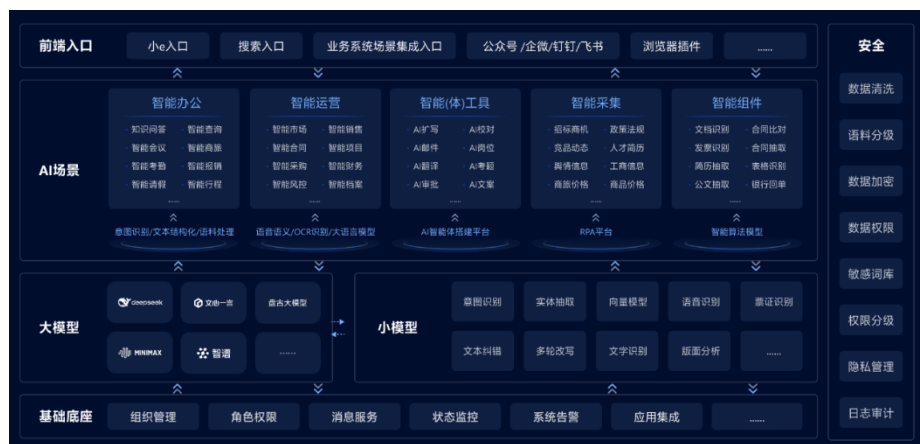 前端入口 小e入口 搜索入口 业务系统场景集成入口 公众号 /企微/钉钉/飞书 浏览器插件 ......
AI场景
智能办公
知识问答 智能查询
智能会议 智能商旅
智能考勤 智能报销
智能请假 智能行程
......
意图识别/文本结构化/语料处理
智能运营
智能市场 智能销售
智能合同 智能项目
智能采购 智能财务
智能风控 智能档案
......
语音语义/OCR识别/大语言模型
智能(体)工具
AI扩写 AI校对
AI邮件 AI岗位
AI翻译 AI考题
AI审批 AI文案
......
AI智能体搭建平台
智能采集
招标商机 政策法规
竞品动态 人才简历
舆情信息 工商信息
商旅价格 商品价格
......
RPA平台
智能组件
文档识别 合同比对
发票识别 合同抽取
简历抽取 表格识别
公文抽取 银行回单
......
智能算法模型
大模型
deepseek 文心一言 盘古大模型
MINIMAX 智谱 ......
小模型
意图识别 实体抽取 向量模型 语音识别 票证识别
文本纠错 多轮改写 文字识别 版面分析 ......
基础底座 组织管理 角色权限 消息服务 状态监控 系统告警 应用集成 ......
安全
数据清洗
语料分级
数据加密
数据权限
敏感词库
权限分级
隐私管理
日志审计